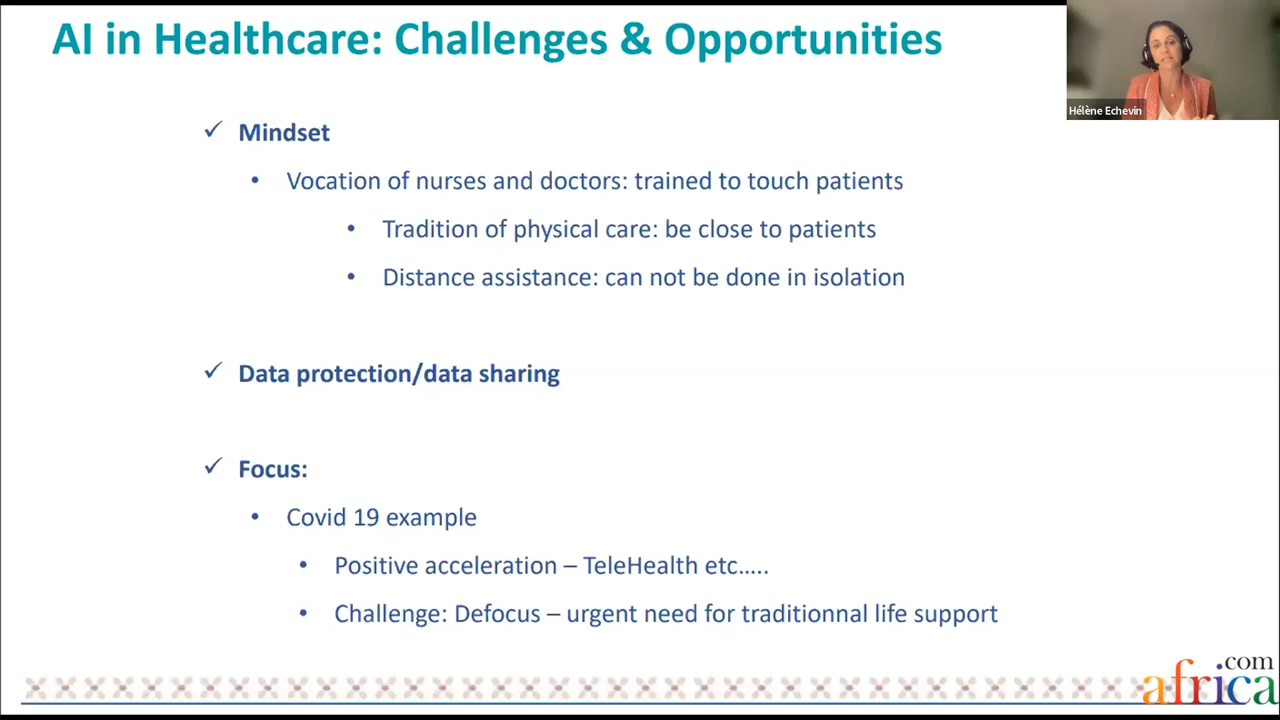 AI in Healthcare: Challenges & Opportunities
Hélène Echevin
✓ Mindset
• Vocation of nurses and doctors: trained to touch patients
• Tradition of physical care: be close to patients
• Distance assistance: can not be done in isolation
✓ Data protection/data sharing
✓ Focus:
• Covid 19 example
• Positive acceleration – TeleHealth etc…..
• Challenge: Defocus – urgent need for traditionnal life support
.com
africa